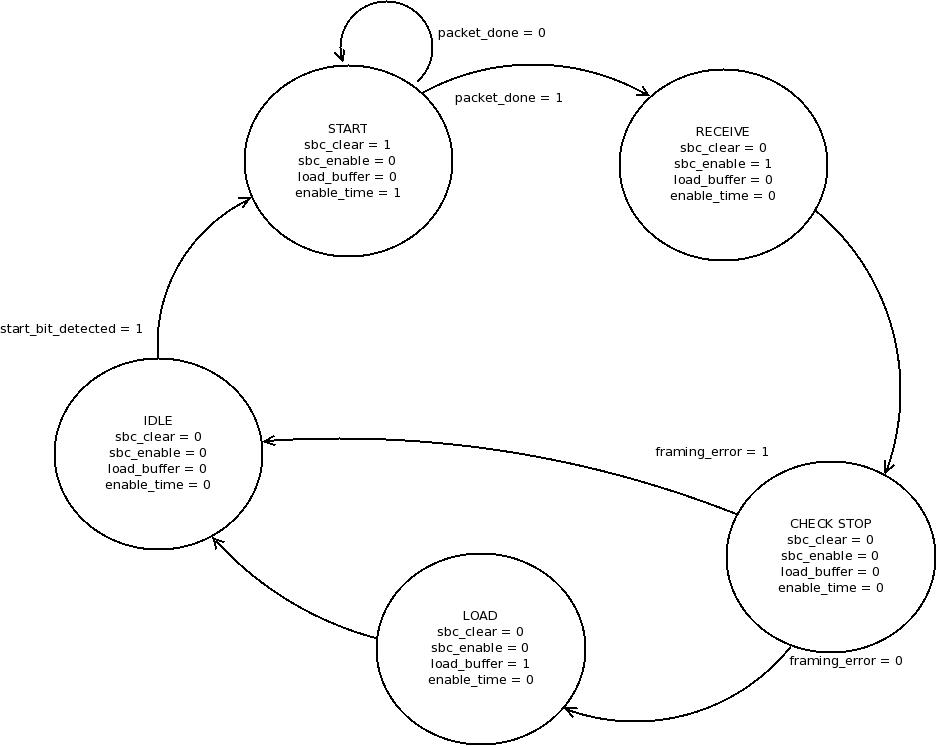 packet_done = 0
packet_done = 1
START
sbc_clear = 1
sbc_enable = 0
load_buffer = 0
enable_time = 1
RECEIVE
sbc_clear = 0
sbc_enable = 1
load_buffer = 0
enable_time = 0
start_bit_detected = 1
IDLE
sbc_clear = 0
sbc_enable = 0
load_buffer = 0
enable_time = 0
framing_error = 1
CHECK STOP
sbc_clear = 0
sbc_enable = 0
load_buffer = 0
enable_time = 0
LOAD
sbc_clear = 0
sbc_enable = 0
load_buffer = 1
enable_time = 0
framing_error = 0